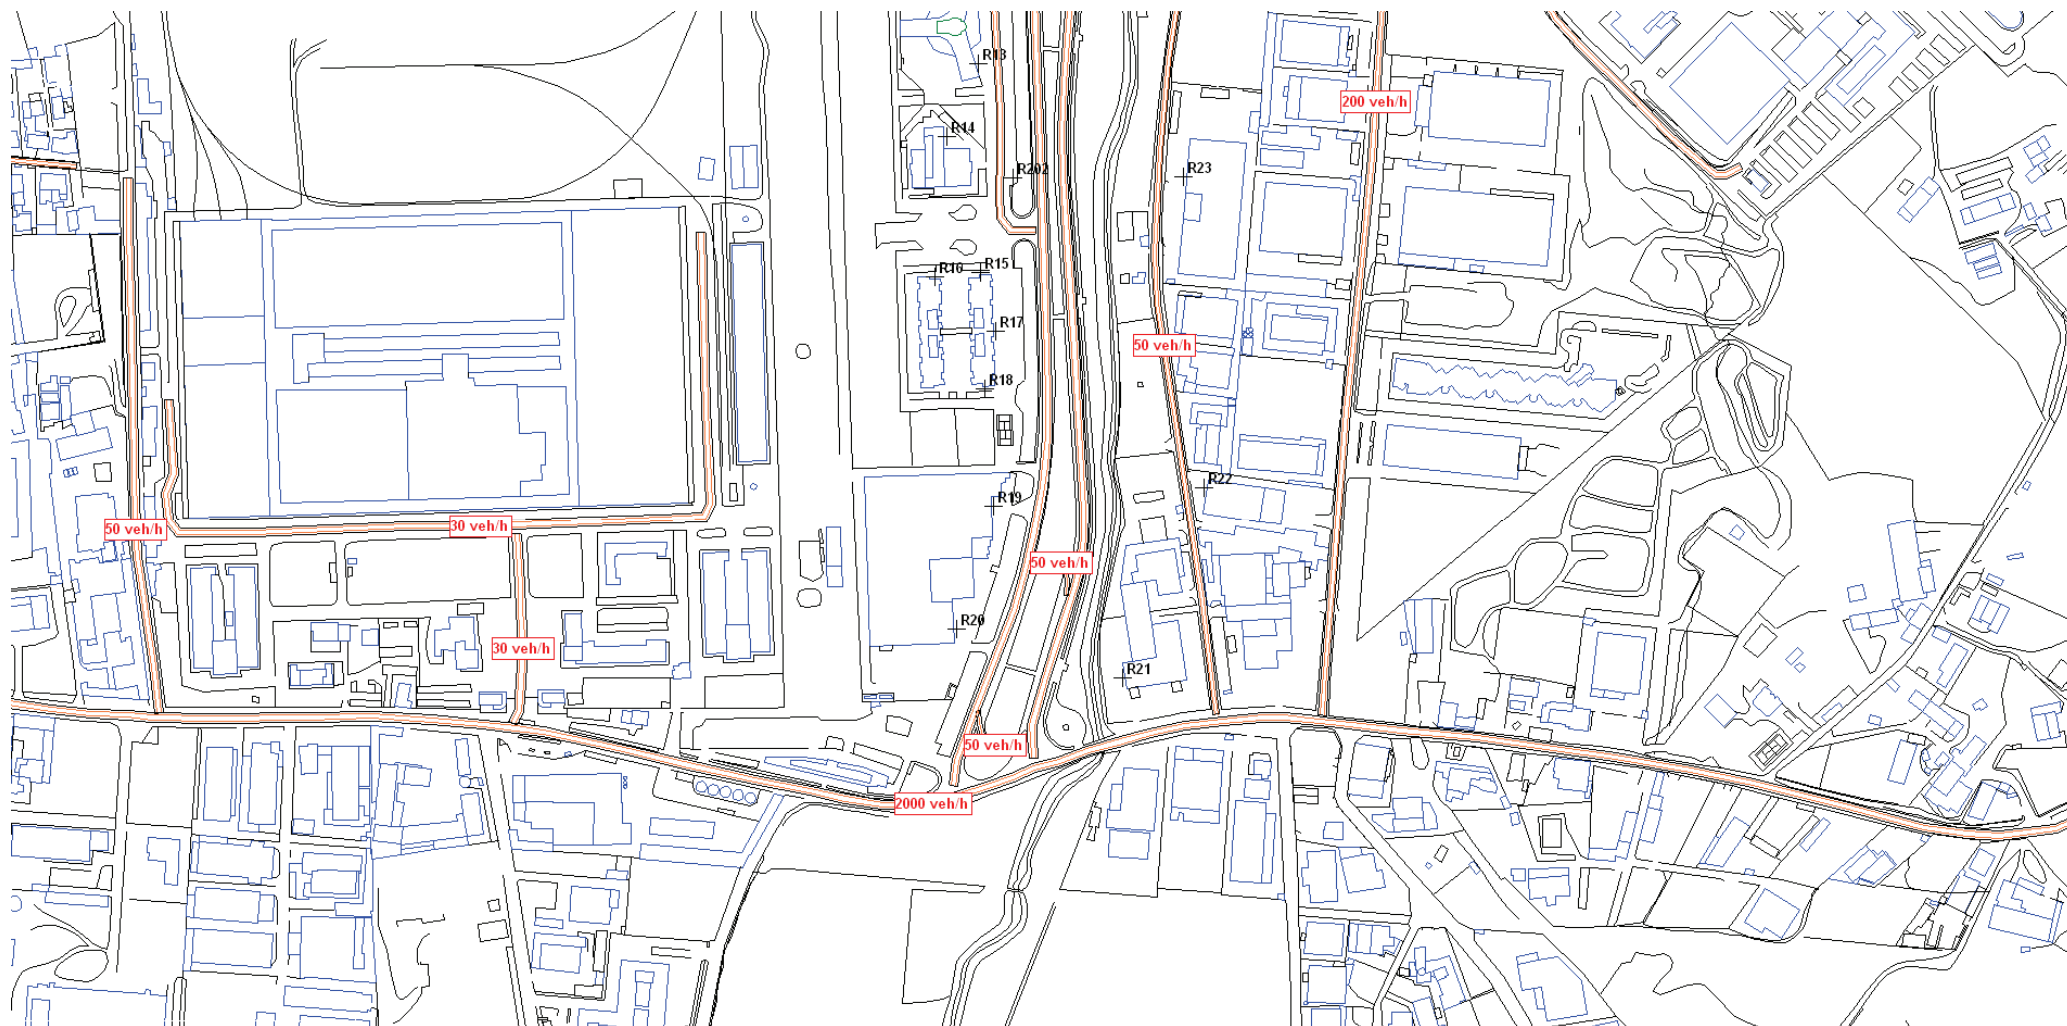 R13
200 veh/h
R14
R202
R23
R15
R16
R17
50 veh/h
R18
R22
R19
50 veh/h
30 veh/h
50 veh/h
R20
30 veh/h
R21
50 veh/h
2000 veh/h